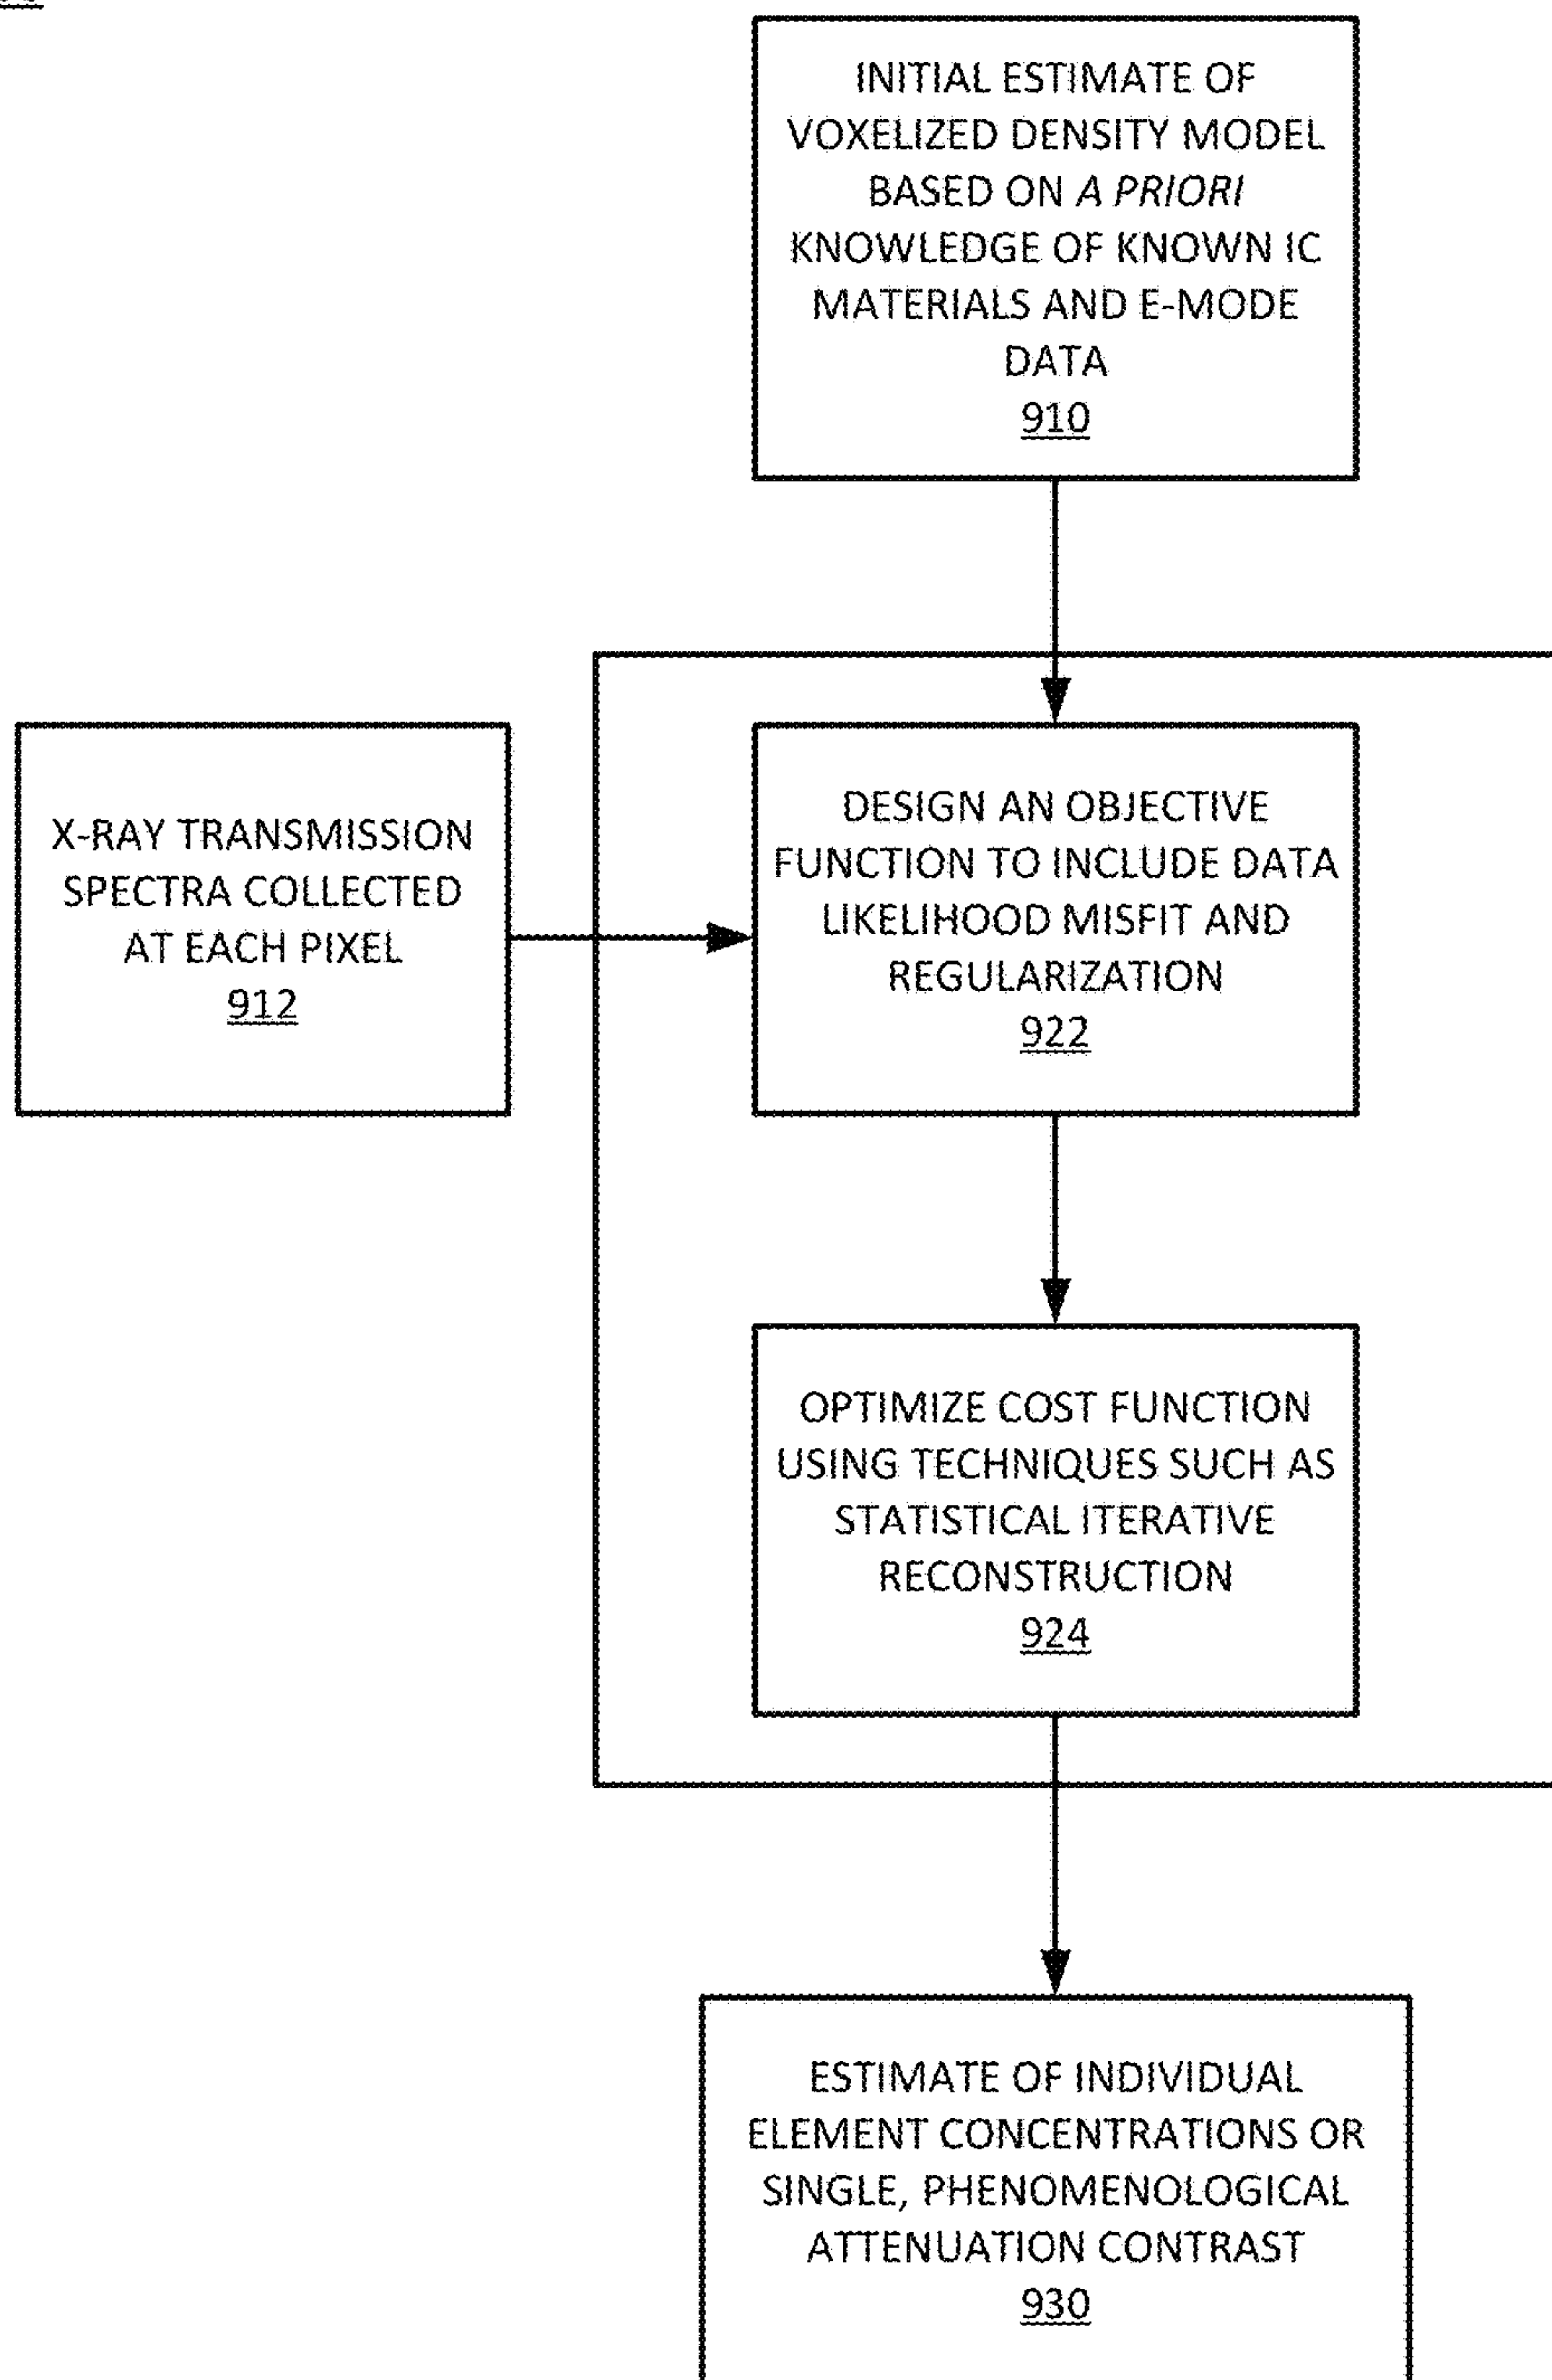 INITIAL ESTIMATE OF
VOXELIZED DENSITY MODEL
BASED ON A PRIORI
KNOWLEDGE OF KNOWN IC
MATERIALS AND E-MODE
DATA
910
X-RAY TRANSMISSION
SPECTRA COLLECTED
AT EACH PIXEL
912
DESIGN AN OBJECTIVE
FUNCTION TO INCLUDE DATA
LIKELIHOOD MISFIT AND
REGULARIZATION
922
OPTIMIZE COST FUNCTION
USING TECHNIQUES SUCH AS
STATISTICAL ITERATIVE
RECONSTRUCTION
924
ESTIMATE OF INDIVIDUAL
ELEMENT CONCENTRATIONS OR
SINGLE, PHENOMENOLOGICAL
ATTENUATION CONTRAST
930